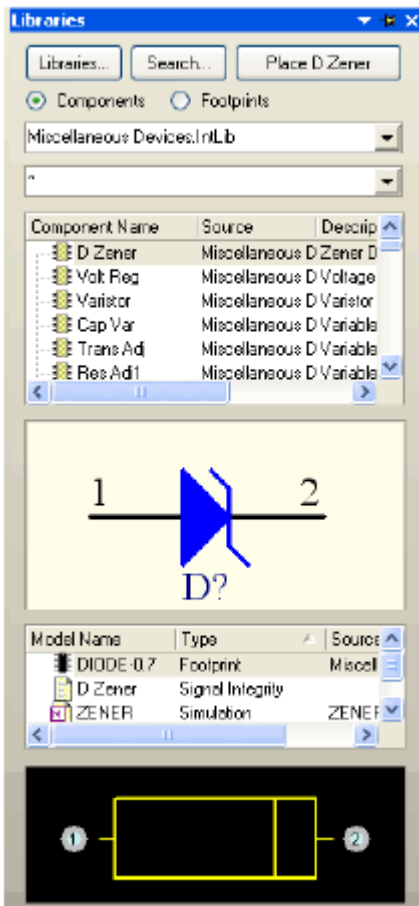 Libraries
Libraries... Search... Place D Zener
Components Footprints
Miscellaneous Devices.IntLib
*
Component Name Source Descrip
D Zener Miscellaneous D Zener D
Volt Reg Miscellaneous D Voltage
Varistor Miscellaneous D Varistor
Cap Var Miscellaneous D Variable
Trans Adj Miscellaneous D Variable
Res Adj1 Miscellaneous D Variable
1 2
D?
Model Name Type Source
DIODE-0.7 Footprint Miscell
D Zener Signal Integrity
ZENER Simulation ZENER
1 2